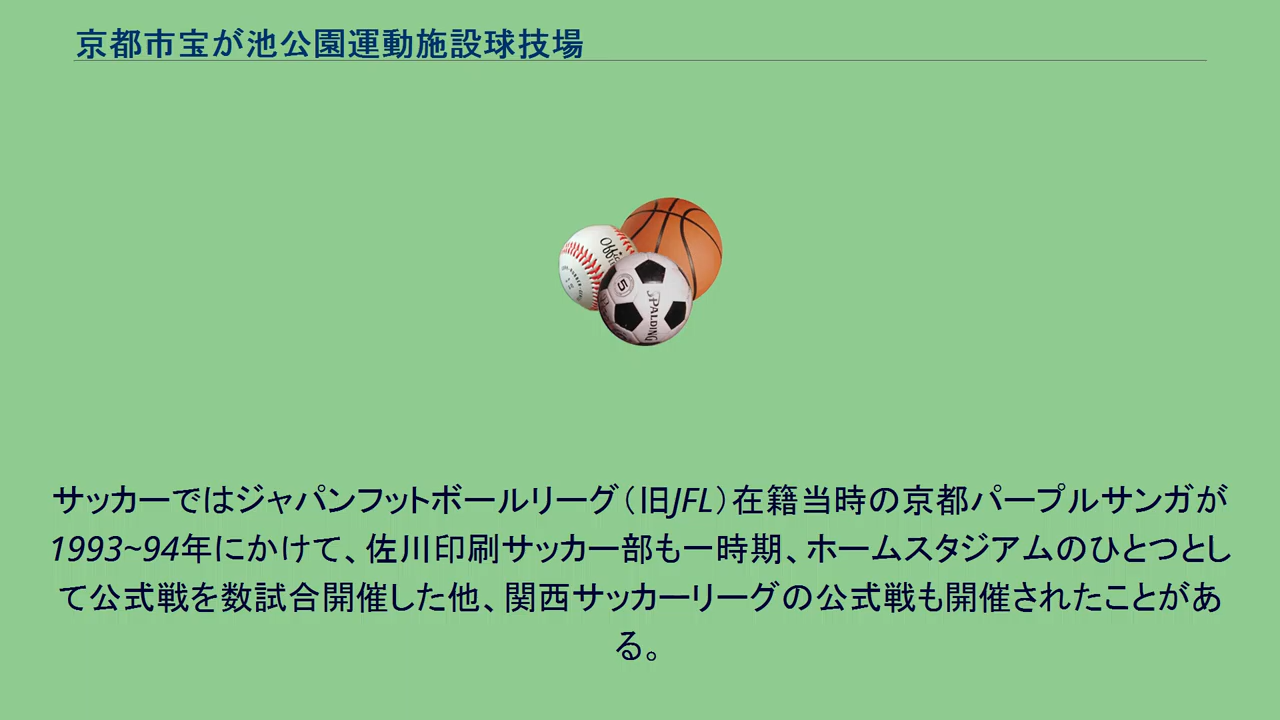 京都市宝が池公園運動施設球技場
Offic
5
SPALDING
サッカーではジャパンフットボールリーグ（旧JFL）在籍当時の京都パープルサンガが
1993~94年にかけて、佐川印刷サッカー部も一時期、ホームスタジアムのひとつとし
て公式戦を数試合開催した他、関西サッカーリーグの公式戦も開催されたことがあ
る。